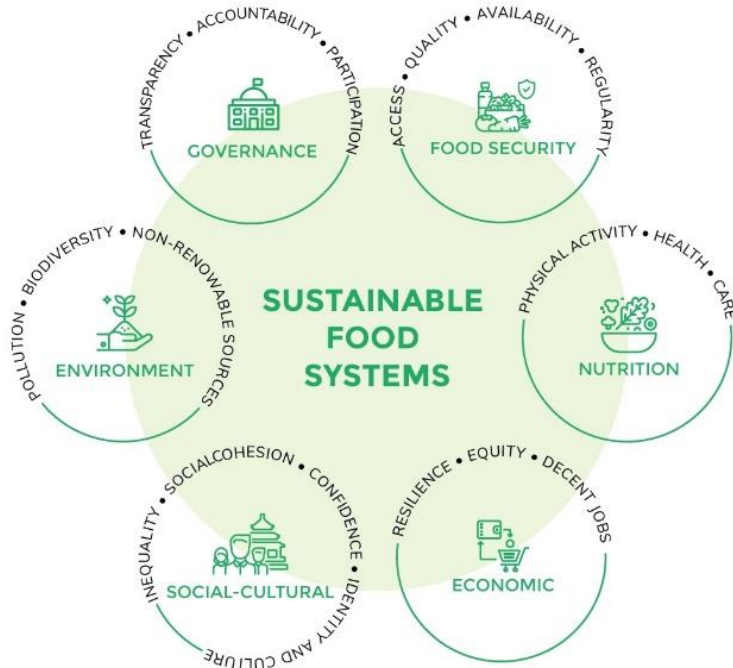 TRANSPARENCY • ACCOUNTABILITY • PARTICIPATION
GOVERNANCE
ACCESS • QUALITY • AVAILABILITY • REGULARITY
FOOD SECURITY
POLLUTION • BIODIVERSITY • NON-RENOWABLE SOURCES
ENVIRONMENT
SUSTAINABLE
FOOD
SYSTEMS
PHYSICAL ACTIVITY • HEALTH • CARE
NUTRITION
INEQUALITY • SOCIALCOHESION • CONFIDENCE • IDENTITY AND CULTURE
SOCIAL-CULTURAL
RESILIENCE • EQUITY • DECENT JOBS
ECONOMIC